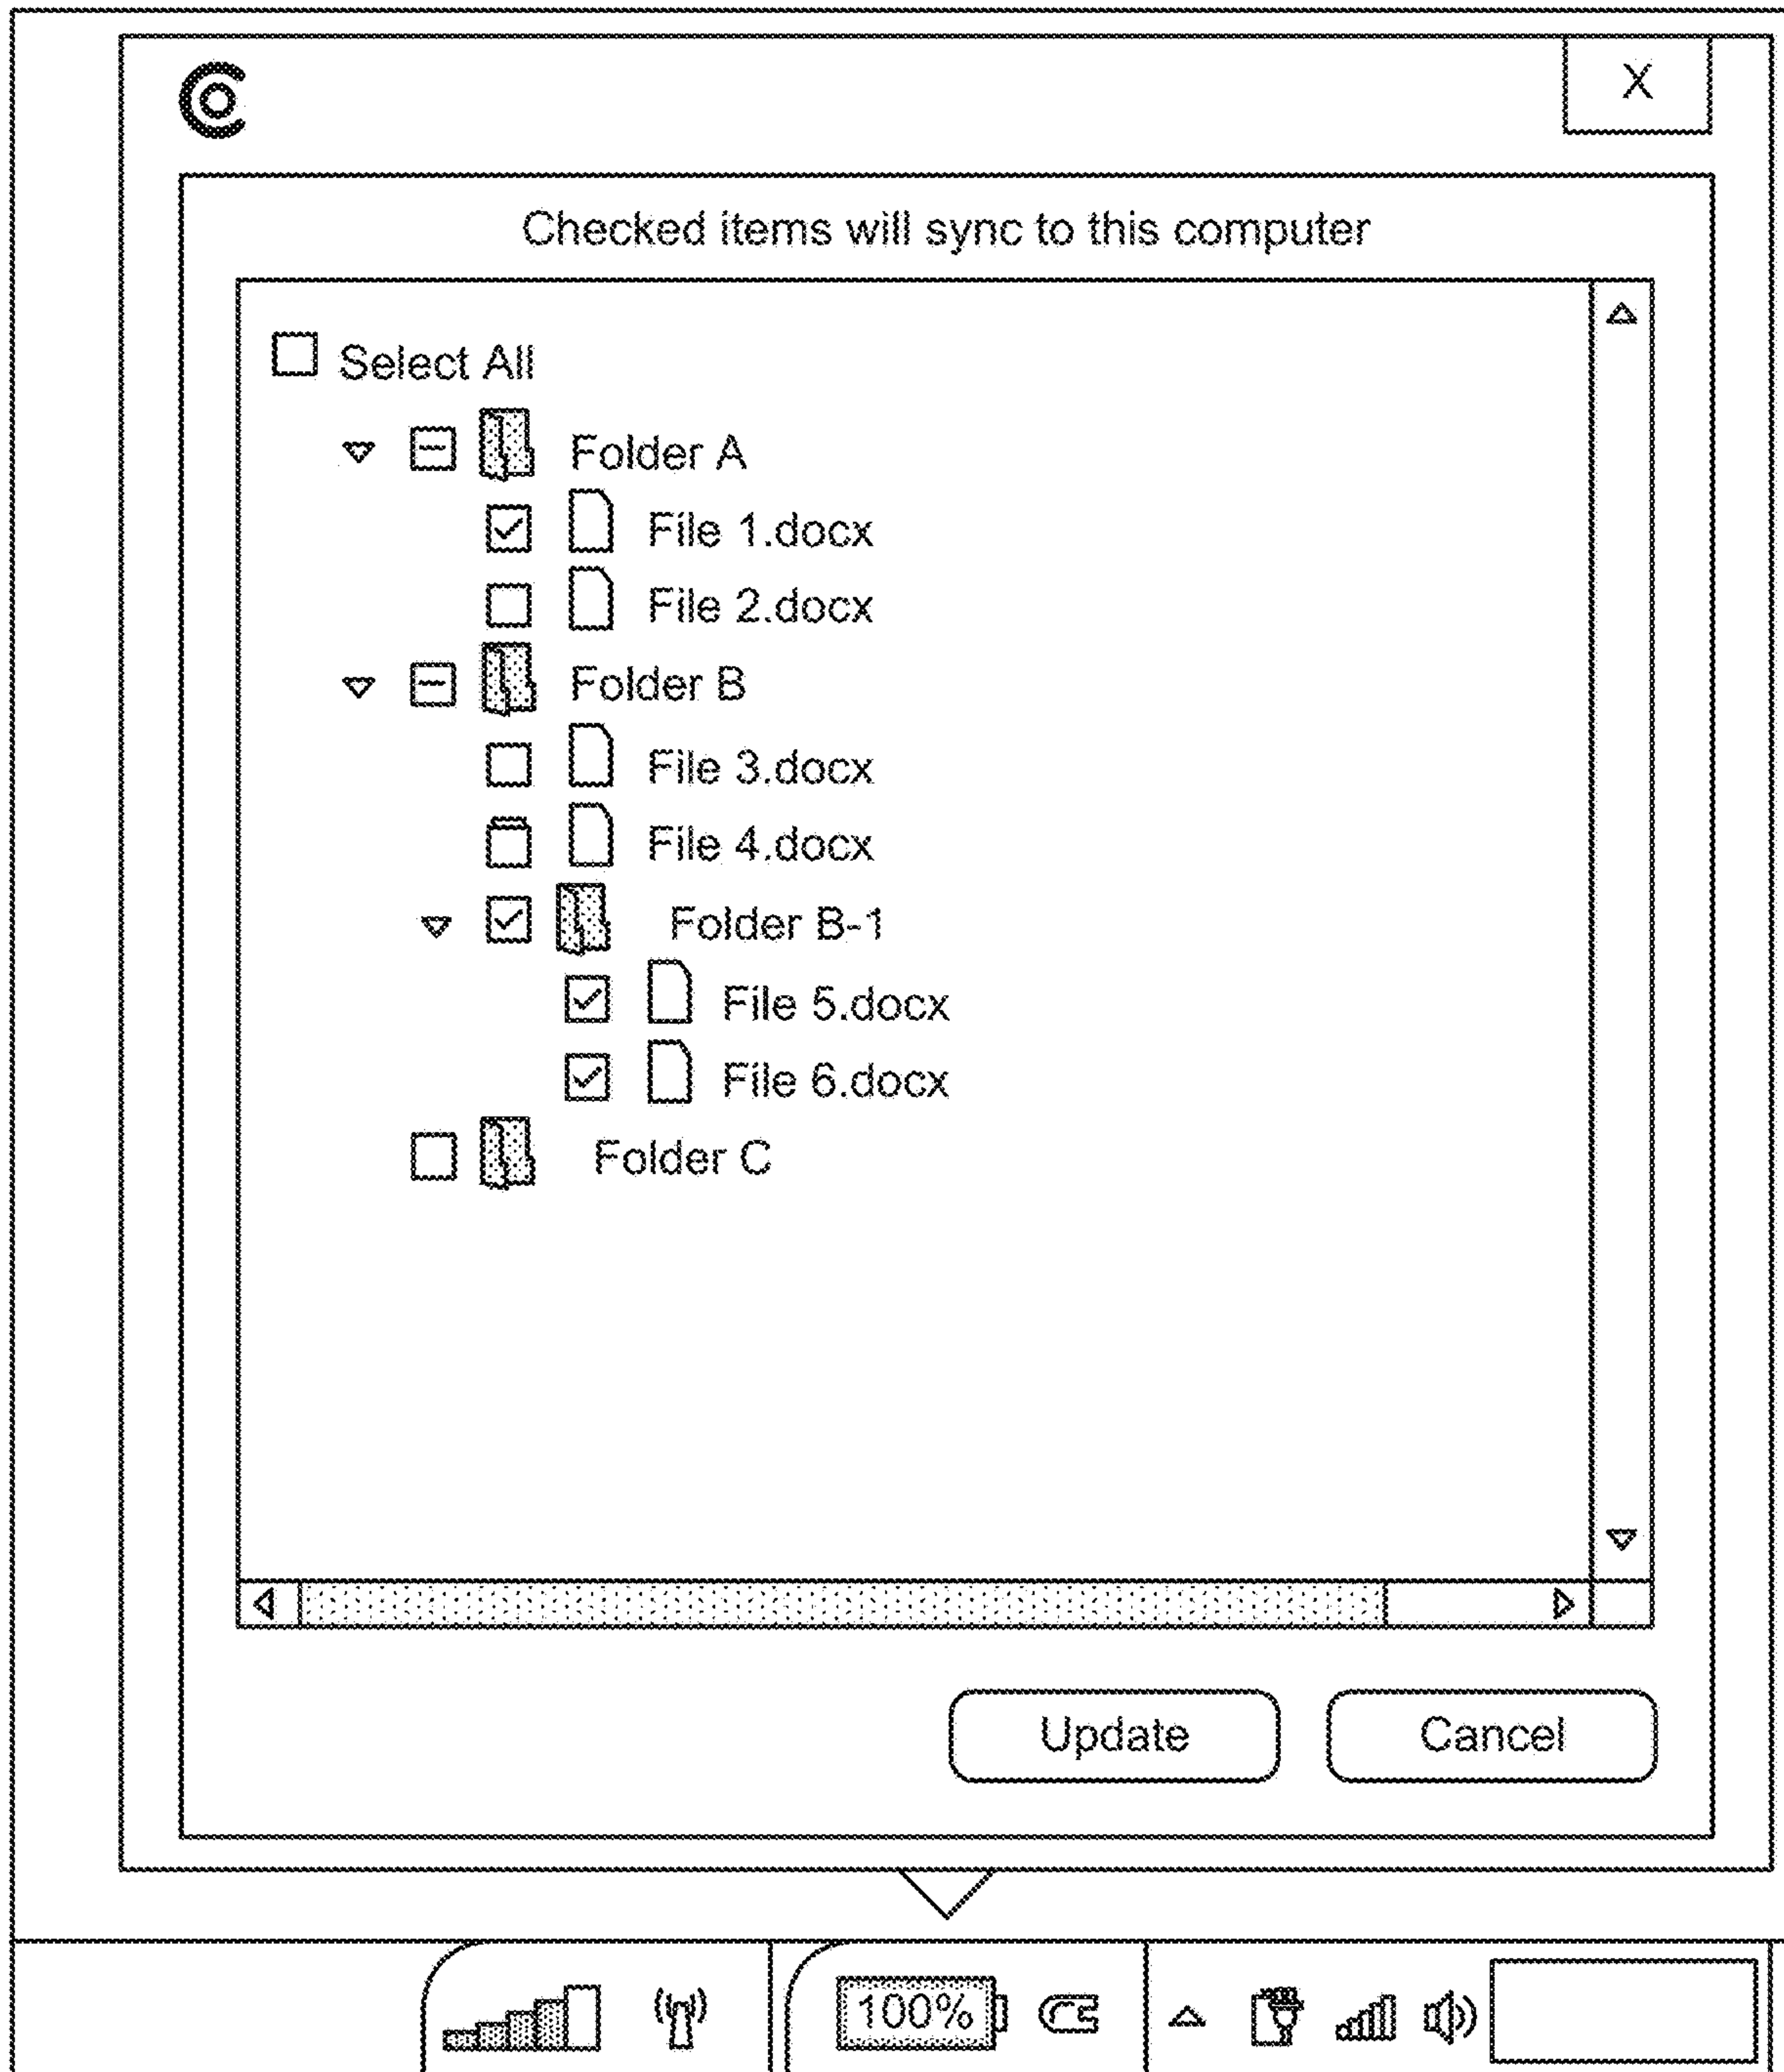 X
Checked items will sync to this computer
Select All
Folder A
File 1.docx
File 2.docx
Folder B
File 3.docx
File 4.docx
Folder B-1
File 5.docx
File 6.docx
Folder C
Update
Cancel
100%